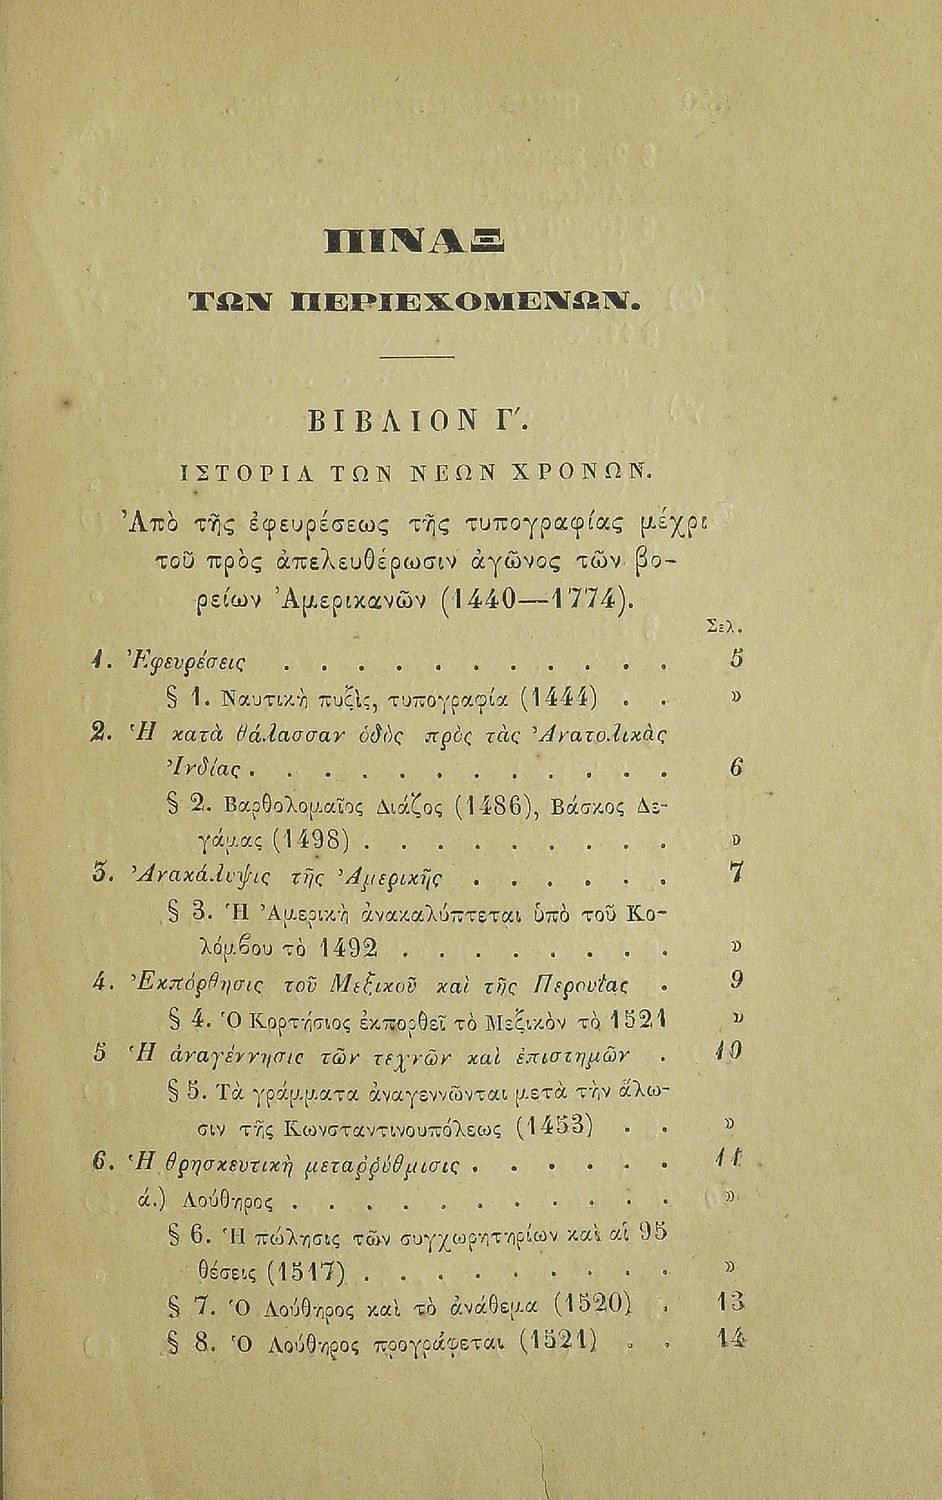 ΠΙΝΑΞ
ΤΩΝ ΠΕΡΙΕΧΟΜΕΝΩΝ.
ΒΙΒΛΙΟΝ Γ΄.
ΙΣΤΟΡΙΑ ΤΩΝ ΝΕΩΝ ΧΡΟΝΩΝ.
Ἀπὸ τῆς ἐφευρέσεως τῆς τυπογραφίας μέχρι
τοῦ πρὸς ἀπελευθέρωσιν ἀγῶνος τῶν βο-
ρείων Ἀμερικανῶν (1440—1774).
Σελ.
1. Ἐφευρέσεις . . . . . . . . . . . 5
§ 1. Ναυτικὴ πυξὶς, τυπογραφία (1444) . . »
2. Ἡ κατὰ θάλασσαν ὁδὸς πρὸς τὰς Ἀνατολικὰς
Ἰνδίας . . . . . . . . . . . . 6
§ 2. Βαρθολομαῖος Διάζος (1486), Βάσκος Δε-
γάμας (1498) . . . . . . . . . »
3. Ἀνακάλυψις τῆς Ἀμερικῆς . . . . . . 7
§ 3. Ἡ Ἀμερικὴ ἀνακαλύπτεται ὑπὸ τοῦ Κο-
λόμβου τὸ 1492 . . . . . . . . »
4. Ἐκπόρθησις τοῦ Μεξικοῦ καὶ τῆς Περουΐας . 9
§ 4. Ὁ Κορτήσιος ἐκπορθεῖ τὸ Μεξικὸν τὸ 1521 »
5 Ἡ ἀναγέννησις τῶν τεχνῶν καὶ ἐπιστημῶν . 10
§ 5. Τὰ γράμματα ἀναγεννῶνται μετὰ τὴν ἅλω-
σιν τῆς Κωνσταντινουπόλεως (1453) . . »
6. Ἡ θρησκευτικὴ μεταῤῥύθμισις . . . . . . 11
ά.) Λούθηρος . . . . . . . . . . . »
§ 6. Ἡ πώλησις τῶν συγχωρητηρίων καὶ αἱ 95
θέσεις (1517) . . . . . . . . . »
§ 7. Ὁ Λούθηρος καὶ τὸ ἀνάθεμα (1520) . 13
§ 8. Ὁ Λούθηρος προγράφεται (1521) . . 14